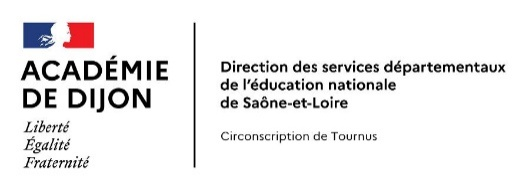 ACADÉMIE
DE DIJON
Liberté
Égalité
Fraternité
Direction des services départementaux
de l'éducation nationale
de Saône-et-Loire
Circonscription de Tournus